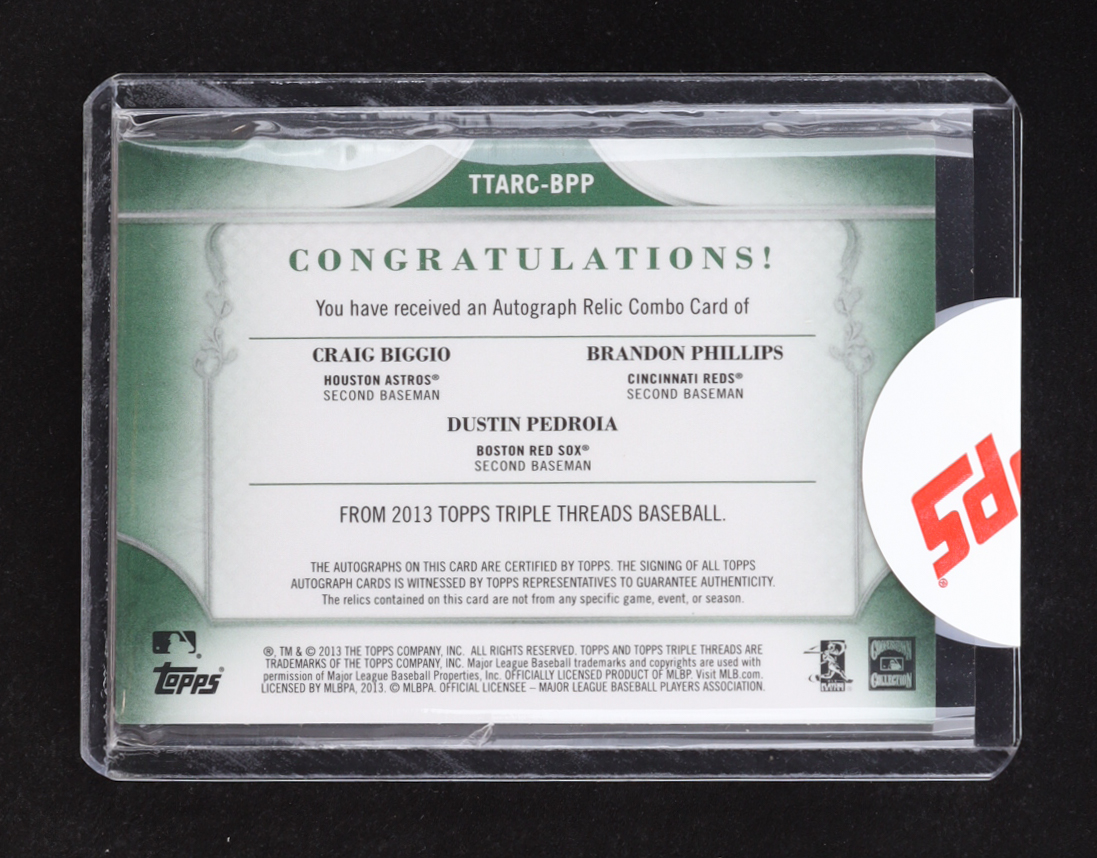 TTARC-BPP
CONGRATULATIONS!
You have received an Autograph Relic Combo Card of
CRAIG BIGGIO
HOUSTON ASTROS®
SECOND BASEMAN
BRANDON PHILLIPS
CINCINNATI REDS®
SECOND BASEMAN
DUSTIN PEDROIA
BOSTON RED SOX®
SECOND BASEMAN
FROM 2013 TOPPS TRIPLE THREADS BASEBALL.
THE AUTOGRAPHS ON THIS CARD ARE CERTIFIED BY TOPPS. THE SIGNING OF ALL TOPPS
AUTOGRAPH CARDS IS WITNESSED BY TOPPS REPRESENTATIVES TO GUARANTEE AUTHENTICITY.
The relics contained on this card are not from any specific game, event, or season.
®, TM & © 2013 THE TOPPS COMPANY, INC. ALL RIGHTS RESERVED. TOPPS AND TOPPS TRIPLE THREADS ARE
TRADEMARKS OF THE TOPPS COMPANY, INC. Major League Baseball trademarks and copyrights are used with
permission of Major League Baseball Properties, Inc. OFFICIALLY LICENSED PRODUCT OF MLBP. Visit MLB.com.
LICENSED BY MLBPA, 2013. © MLBPA. OFFICIAL LICENSEE – MAJOR LEAGUE BASEBALL PLAYERS ASSOCIATION.
Topps®
PLAYERS
COOPERSTOWN
COLLECTION